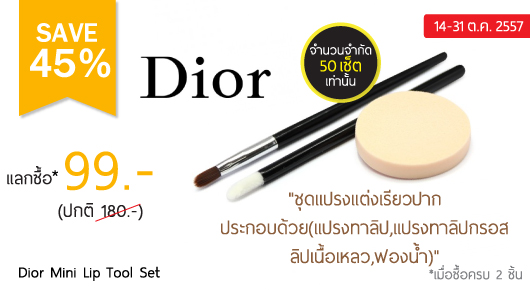 SAVE
45%
14-31 ต.ค. 2557
Dior
จำนวนจำกัด
50 เซ็ต
เท่านั้น
แลกซื้อ* 99.-
(ปกติ 180.-)
"ชุดแปรงแต่งเรียวปาก
ประกอบด้วย(แปรงทาลิป,แปรงทาลิปกรอส
ลิปเนื้อเหลว,ฟองน้ำ)"
*เมื่อซื้อครบ 2 ชิ้น
Dior Mini Lip Tool Set